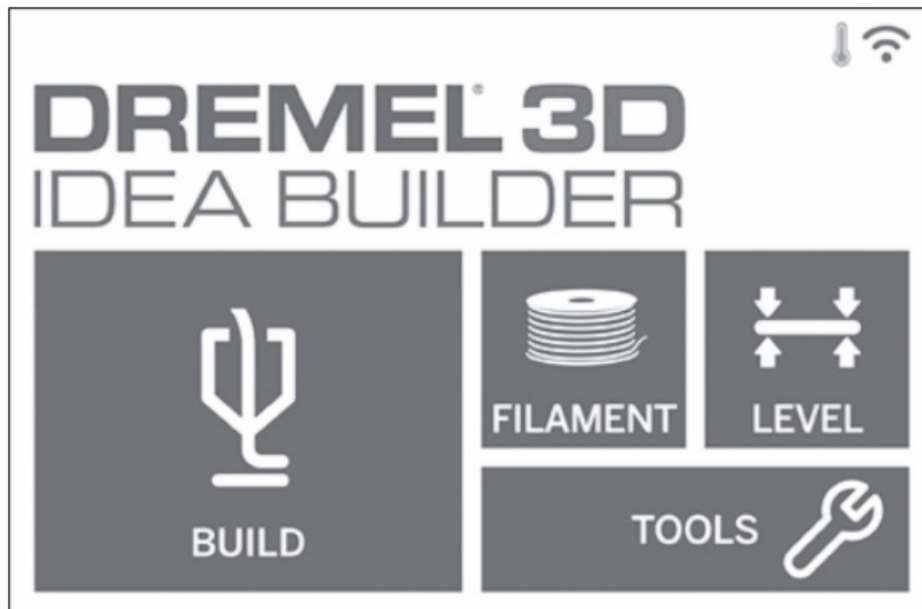 DREMEL® 3D
IDEA BUILDER
FILAMENT
LEVEL
BUILD
TOOLS